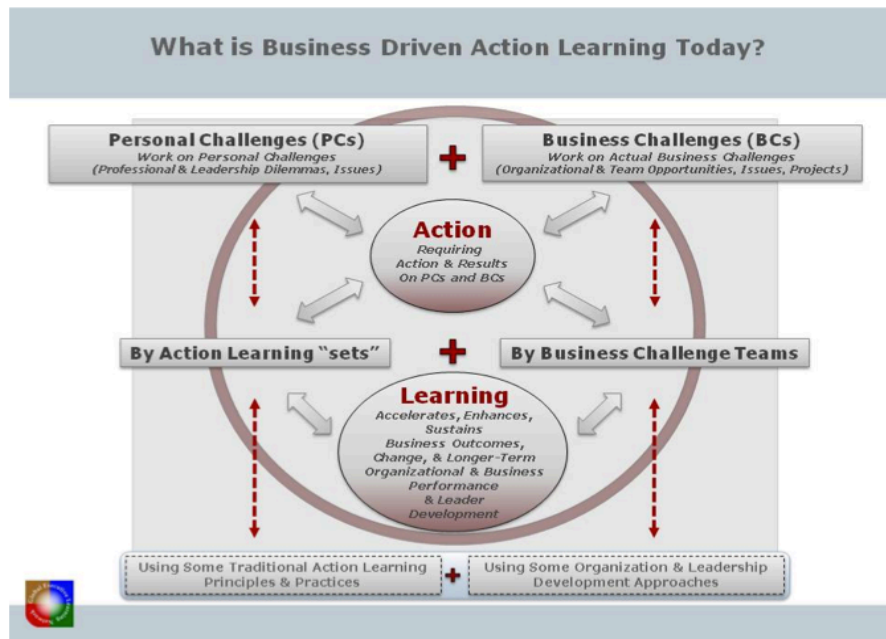 What is Business Driven Action Learning Today?
Personal Challenges (PCs)
Work on Personal Challenges
(Professional & Leadership Dilemmas, Issues)
+
Business Challenges (BCs)
Work on Actual Business Challenges
(Organizational & Team Opportunities, Issues, Projects)
Action
Requiring
Action & Results
On PCs and BCs
By Action Learning “sets”
+
By Business Challenge Teams
Learning
Accelerates, Enhances,
Sustains
Business Outcomes,
Change, & Longer-Term
Organizational & Business
Performance
& Leader
Development
Using Some Traditional Action Learning
Principles & Practices
+
Using Some Organization & Leadership
Development Approaches